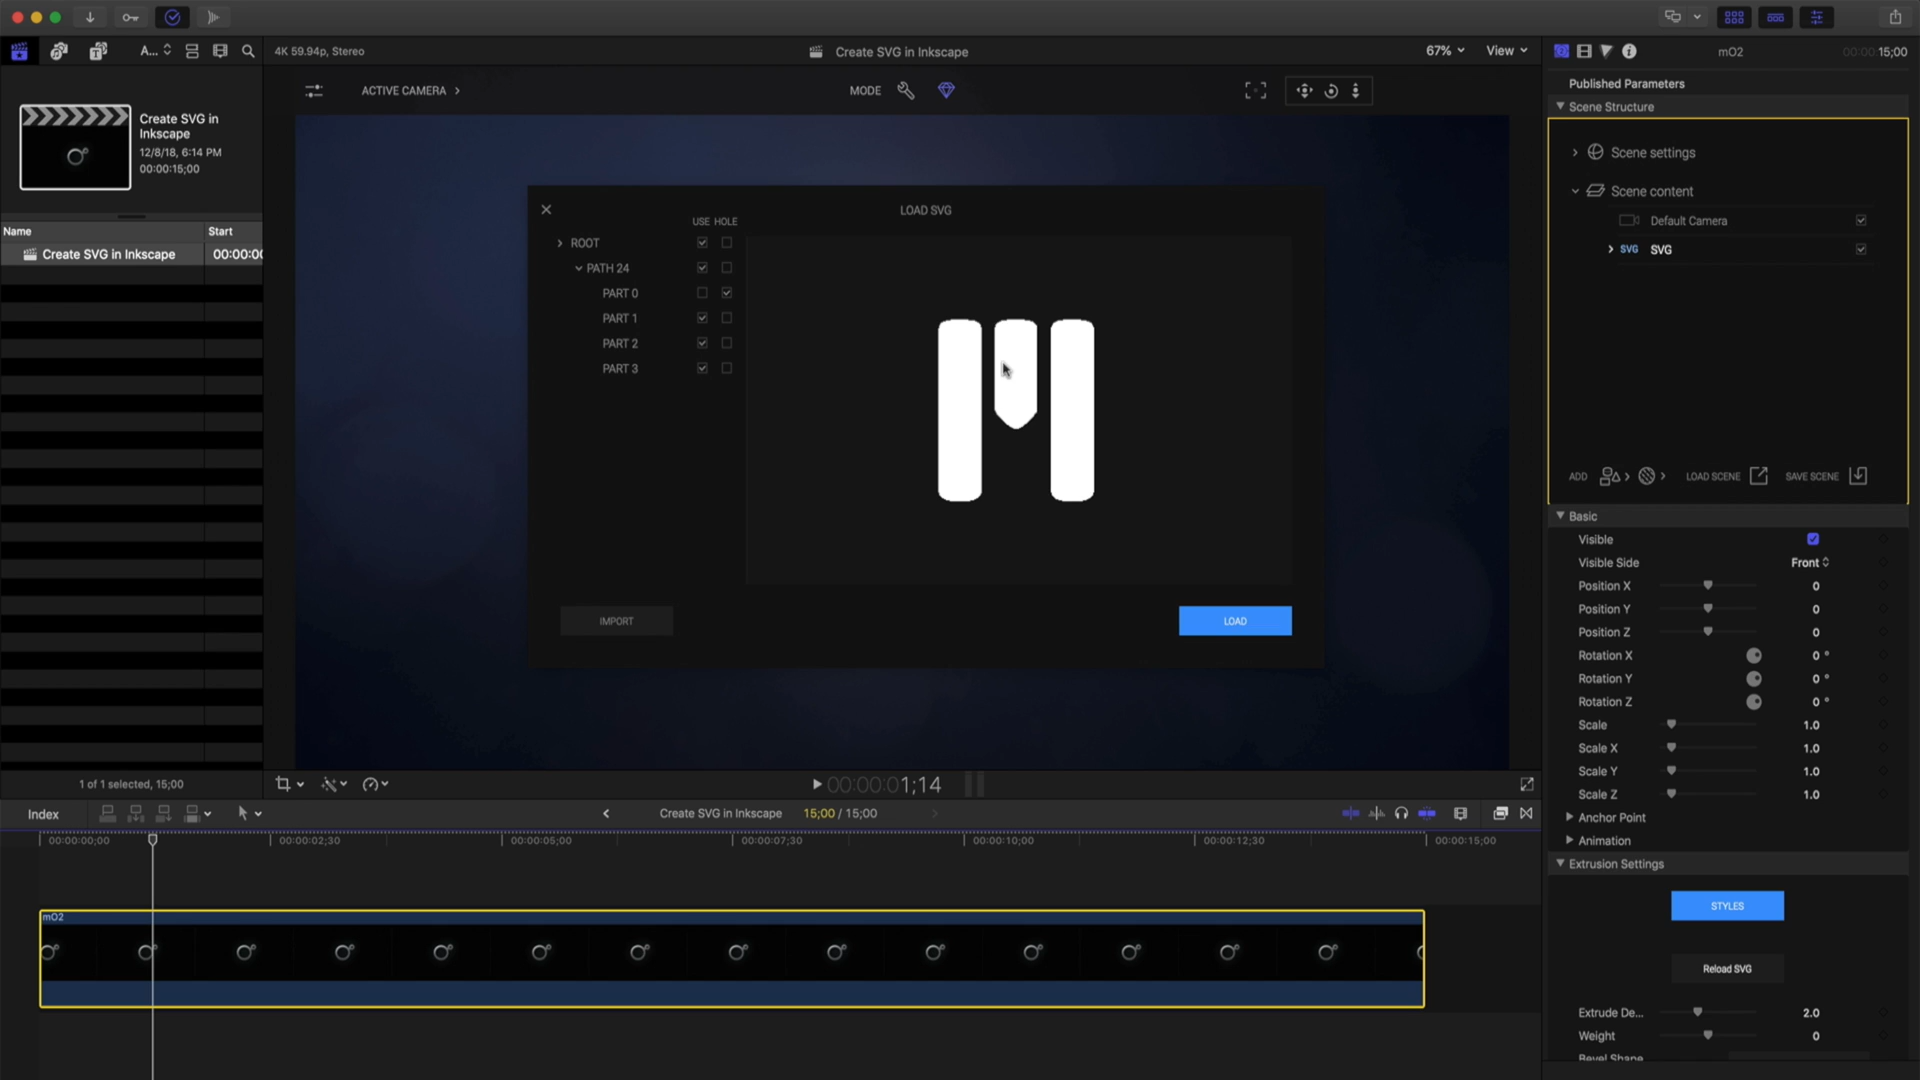 A...
4K 59.94p, Stereo
Create SVG in Inkscape
67%
View
mO2
00:00:15;00
Create SVG in
Inkscape
12/8/18, 6:14 PM
00:00:15;00
Name
Start
Create SVG in Inkscape
00:00:00
1 of 1 selected, 15;00
ACTIVE CAMERA
MODE
LOAD SVG
USE HOLE
ROOT
PATH 24
PART 0
PART 1
PART 2
PART 3
IMPORT
LOAD
00:00:01;14
Published Parameters
Scene Structure
Scene settings
Scene content
Default Camera
SVG SVG
ADD
LOAD SCENE
SAVE SCENE
Basic
Visible
Visible Side Front
Position X 0
Position Y 0
Position Z 0
Rotation X 0 °
Rotation Y 0 °
Rotation Z 0 °
Scale 1.0
Scale X 1.0
Scale Y 1.0
Scale Z 1.0
Anchor Point
Animation
Extrusion Settings
STYLES
Reload SVG
Extrude De... 2.0
Weight 0
Bevel Shape
Index
Create SVG in Inkscape
15;00 / 15;00
00:00:00;00
00:00:02;30
00:00:05;00
00:00:07;30
00:00:10;00
00:00:12;30
00:00:15;00
mO2